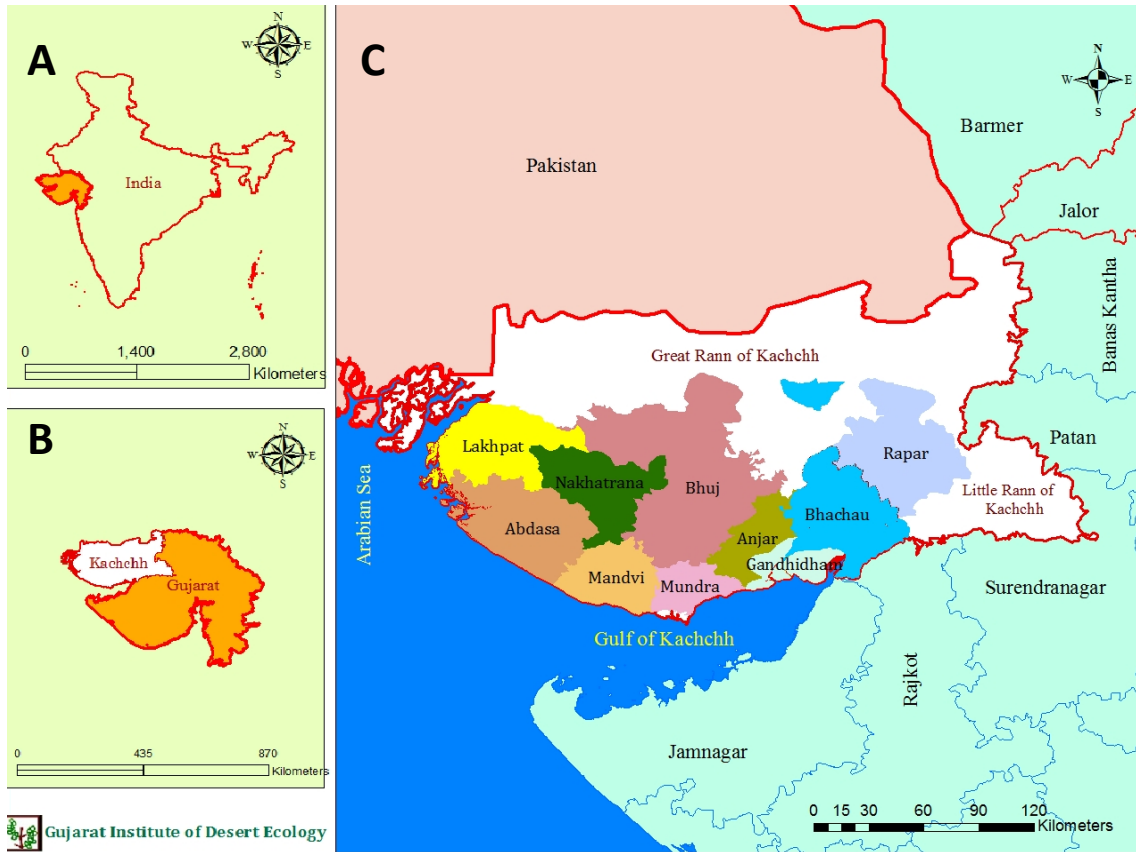 A
N
W E
S
India
0 1,400 2,800
Kilometers
B
N
W E
S
Kachchh
Gujarat
0 435 870
Kilometers
Gujarat Institute of Desert Ecology
C
N
W E
S
Barmer
Pakistan
Jalor
Banas Kantha
Great Rann of Kachchh
Patan
Lakhpat
Rapar
Nakhatrana
Bhuj
Little Rann of
Kachchh
Arabian Sea
Abdasa
Bhachau
Anjar
Gandhidham
Mandvi
Mundra
Surendranagar
Gulf of Kachchh
Rajkot
Jamnagar
0 15 30 60 90 120
Kilometers